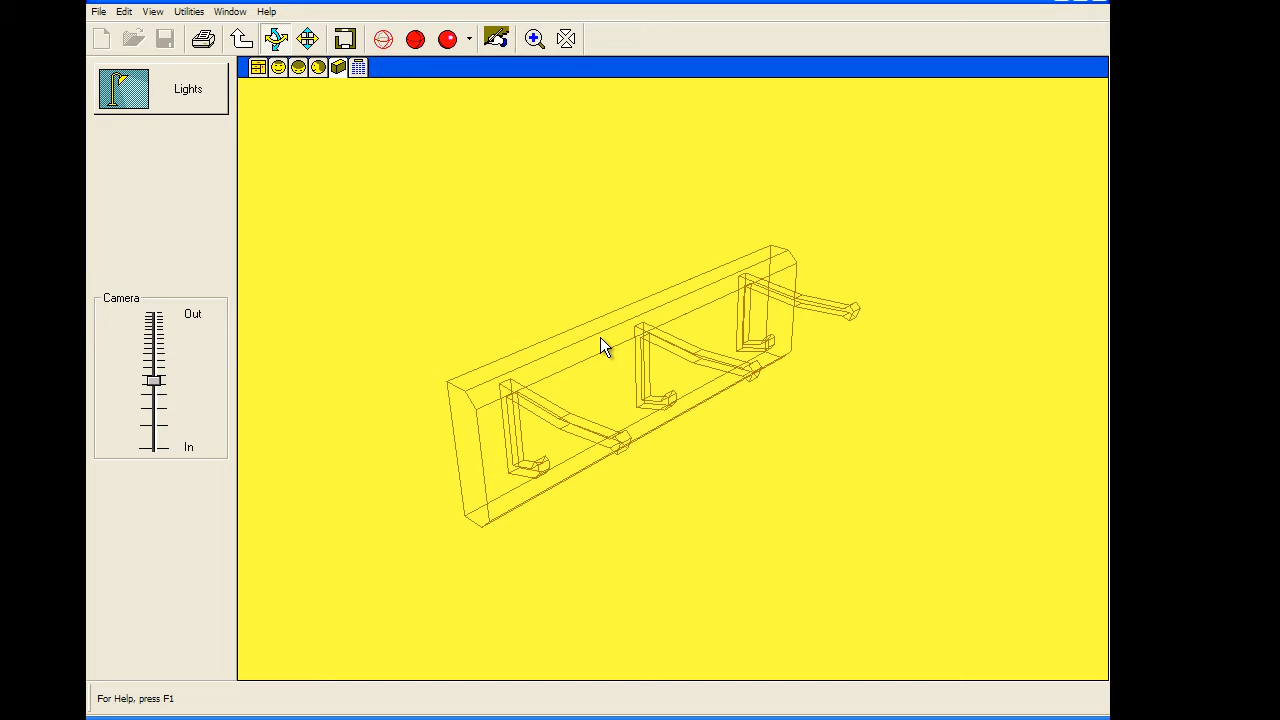 File Edit View Utilities Window Help
Lights
Camera
Out
In
For Help, press F1